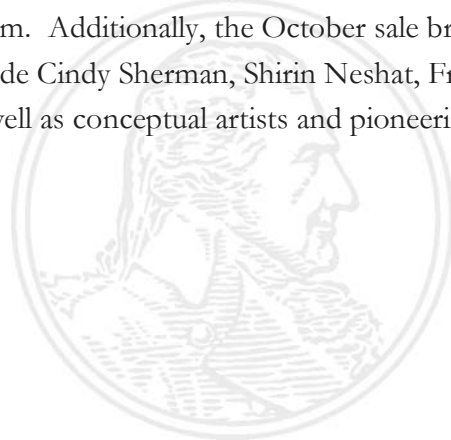 m. Additionally, the October sale br
de Cindy Sherman, Shirin Neshat, Fr
vell as conceptual artists and pioneeri